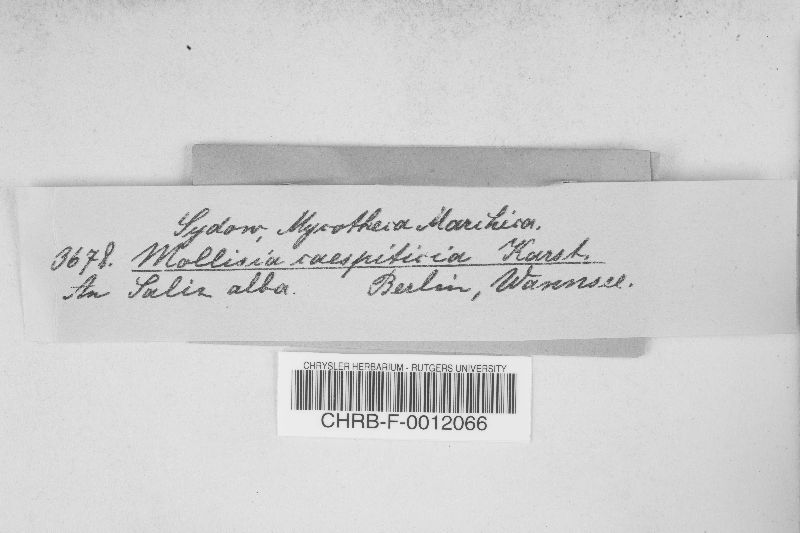 Sydow, Mycotheca Marchica.
3678. Mollisia caespiticia Karst.
An Salix alba. Berlin, Wannsee.
CHRYSLER HERBARIUM - RUTGERS UNIVERSITY
CHRB-F-0012066